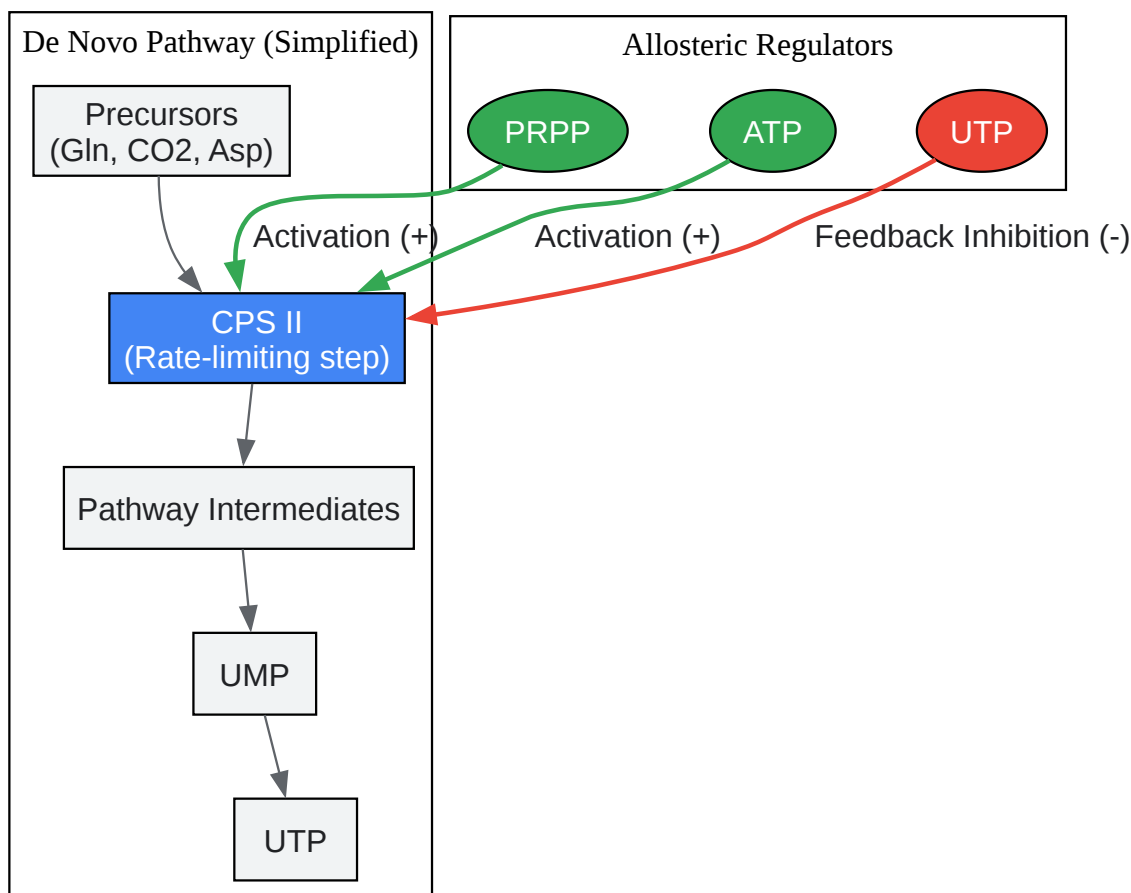 De Novo Pathway (Simplified)
Allosteric Regulators
Precursors
(Gln, CO2, Asp)
PRPP
ATP
UTP
Activation (+)
Activation (+)
Feedback Inhibition (-)
CPS II
(Rate-limiting step)
Pathway Intermediates
UMP
UTP